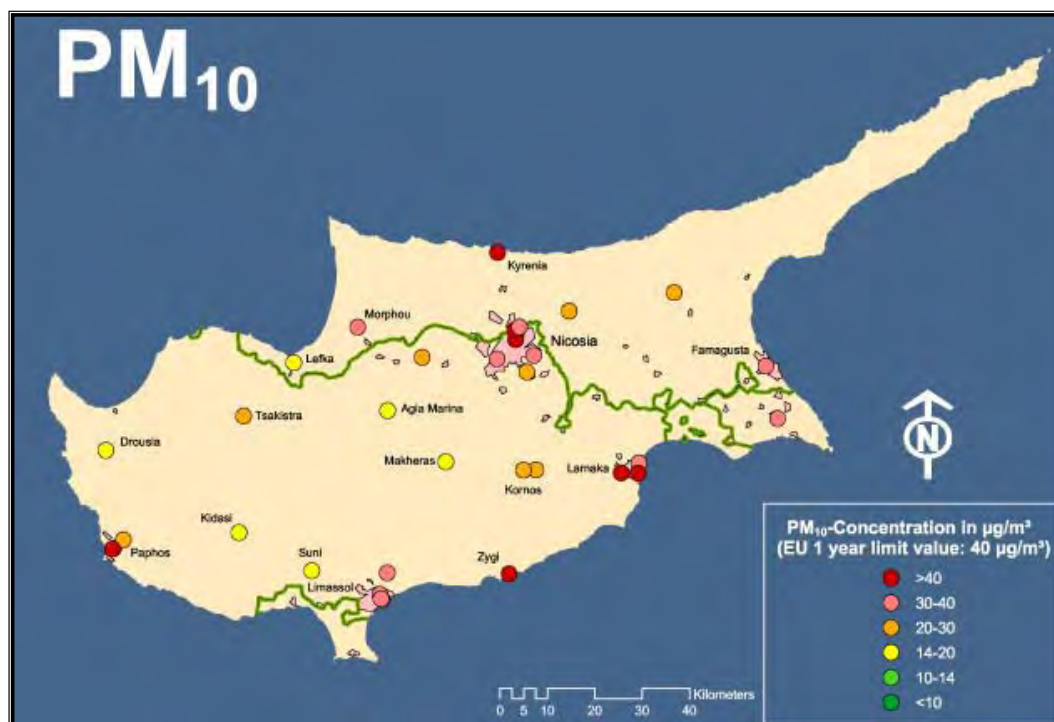 PM10
Kyrenia
Morphou
Nicosia
Lefka
Famagusta
Tsakistra
Agia Marina
Drousia
Makheras
Larnaka
Kornos
Kidasi
Paphos
Suni
Zygi
Limassol
N
PM₁₀-Concentration in µg/m³
(EU 1 year limit value: 40 µg/m³)
>40
30-40
20-30
14-20
10-14
<10
Kilometers
0 5 10 20 30 40